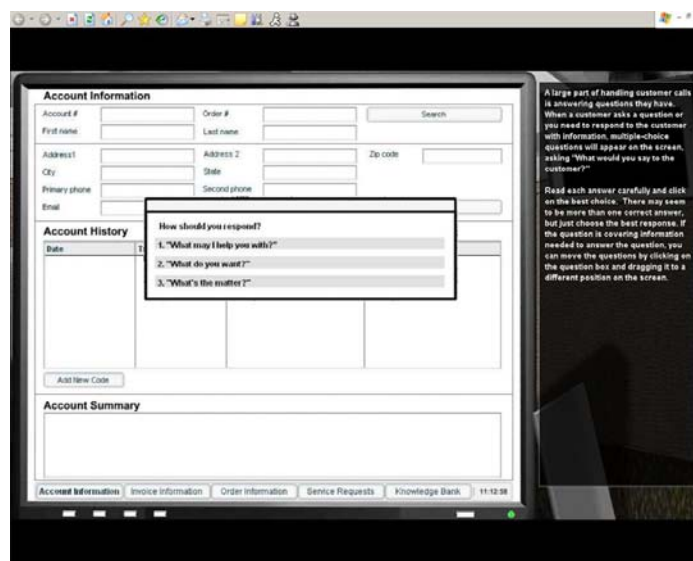 Account Information
Account # Order # Search
First name Last name
Address1 Address 2 Zip code
City State
Primary phone Second phone
Email
How should you respond?
1. "What may I help you with?"
2. "What do you want?"
3. "What's the matter?"
Account History
Date
Add New Code
Account Summary
Account Information Invoice Information Order Information Service Requests Knowledge Bank 11:12:58
A large part of handling customer calls
is answering questions they have.
When a customer asks a question or
you need to respond to the customer
with information, multiple-choice
questions will appear on the screen,
asking "What would you say to the
customer?"
Read each answer carefully and click
on the best choice. There may seem
to be more than one correct answer,
but just choose the best response. If
the question is covering information
needed to answer the question, you
can move the questions by clicking on
the question box and dragging it to a
different position on the screen.